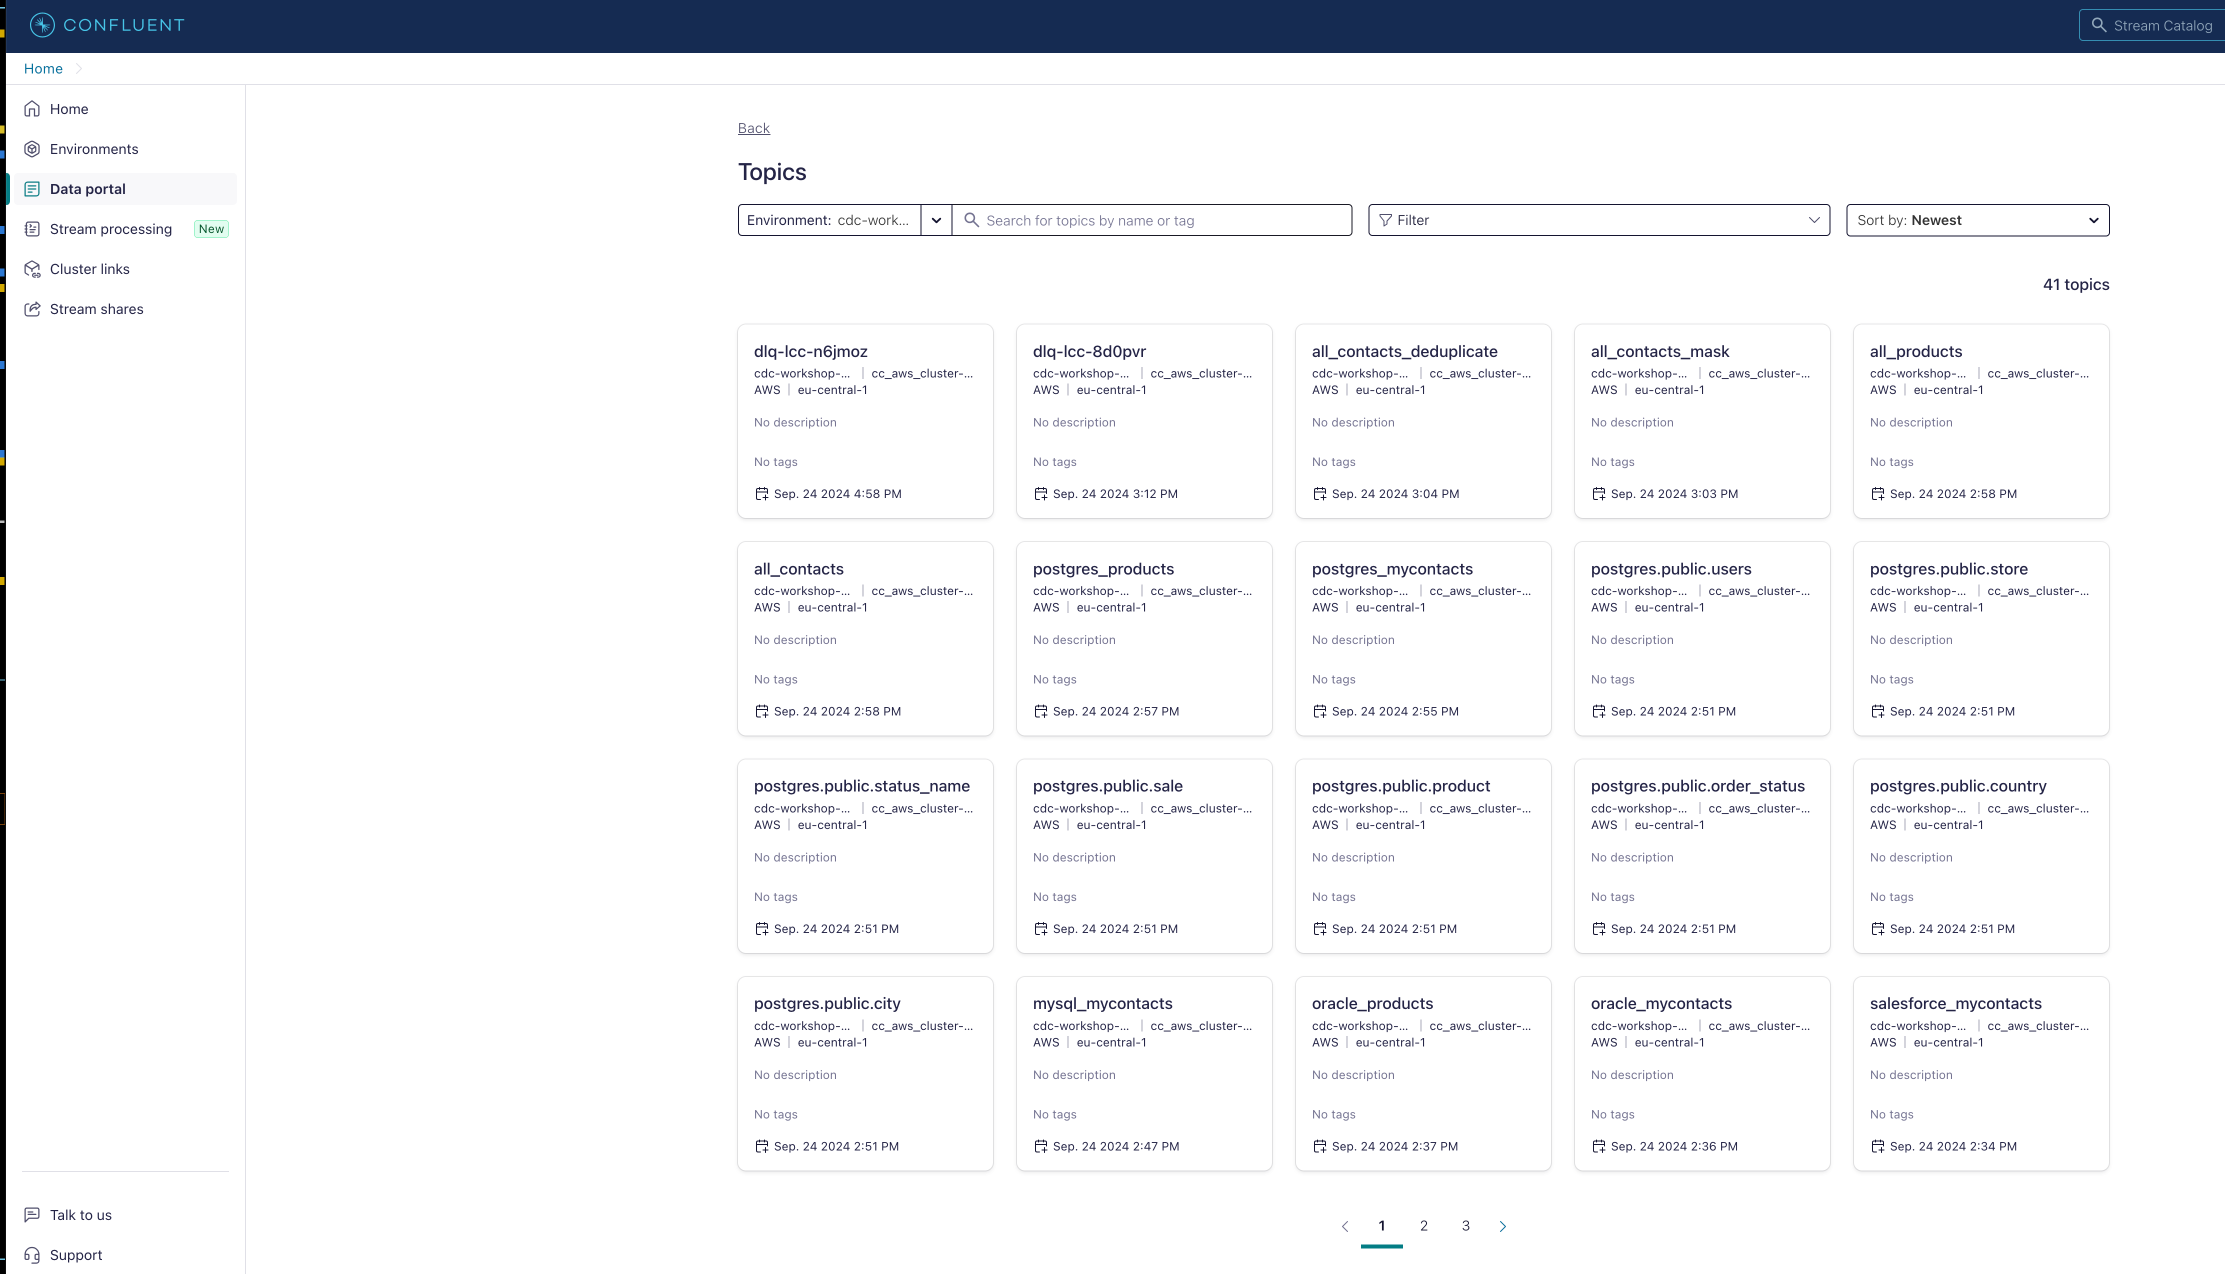 CONFLUENT
Stream Catalog
Home
Home
Environments
Data portal
Stream processing New
Cluster links
Stream shares
Talk to us
Support
Back
Topics
Environment: cdc-work...
Search for topics by name or tag
Filter
Sort by: Newest
41 topics
dlq-lcc-n6jmoz
cdc-workshop-... | cc_aws_cluster-...
AWS | eu-central-1
No description
No tags
Sep. 24 2024 4:58 PM
dlq-lcc-8d0pvr
cdc-workshop-... | cc_aws_cluster-...
AWS | eu-central-1
No description
No tags
Sep. 24 2024 3:12 PM
all_contacts_deduplicate
cdc-workshop-... | cc_aws_cluster-...
AWS | eu-central-1
No description
No tags
Sep. 24 2024 3:04 PM
all_contacts_mask
cdc-workshop-... | cc_aws_cluster-...
AWS | eu-central-1
No description
No tags
Sep. 24 2024 3:03 PM
all_products
cdc-workshop-... | cc_aws_cluster-...
AWS | eu-central-1
No description
No tags
Sep. 24 2024 2:58 PM
all_contacts
cdc-workshop-... | cc_aws_cluster-...
AWS | eu-central-1
No description
No tags
Sep. 24 2024 2:58 PM
postgres_products
cdc-workshop-... | cc_aws_cluster-...
AWS | eu-central-1
No description
No tags
Sep. 24 2024 2:57 PM
postgres_mycontacts
cdc-workshop-... | cc_aws_cluster-...
AWS | eu-central-1
No description
No tags
Sep. 24 2024 2:55 PM
postgres.public.users
cdc-workshop-... | cc_aws_cluster-...
AWS | eu-central-1
No description
No tags
Sep. 24 2024 2:51 PM
postgres.public.store
cdc-workshop-... | cc_aws_cluster-...
AWS | eu-central-1
No description
No tags
Sep. 24 2024 2:51 PM
postgres.public.status_name
cdc-workshop-... | cc_aws_cluster-...
AWS | eu-central-1
No description
No tags
Sep. 24 2024 2:51 PM
postgres.public.sale
cdc-workshop-... | cc_aws_cluster-...
AWS | eu-central-1
No description
No tags
Sep. 24 2024 2:51 PM
postgres.public.product
cdc-workshop-... | cc_aws_cluster-...
AWS | eu-central-1
No description
No tags
Sep. 24 2024 2:51 PM
postgres.public.order_status
cdc-workshop-... | cc_aws_cluster-...
AWS | eu-central-1
No description
No tags
Sep. 24 2024 2:51 PM
postgres.public.country
cdc-workshop-... | cc_aws_cluster-...
AWS | eu-central-1
No description
No tags
Sep. 24 2024 2:51 PM
postgres.public.city
cdc-workshop-... | cc_aws_cluster-...
AWS | eu-central-1
No description
No tags
Sep. 24 2024 2:51 PM
mysql_mycontacts
cdc-workshop-... | cc_aws_cluster-...
AWS | eu-central-1
No description
No tags
Sep. 24 2024 2:47 PM
oracle_products
cdc-workshop-... | cc_aws_cluster-...
AWS | eu-central-1
No description
No tags
Sep. 24 2024 2:37 PM
oracle_mycontacts
cdc-workshop-... | cc_aws_cluster-...
AWS | eu-central-1
No description
No tags
Sep. 24 2024 2:36 PM
salesforce_mycontacts
cdc-workshop-... | cc_aws_cluster-...
AWS | eu-central-1
No description
No tags
Sep. 24 2024 2:34 PM
1 2 3